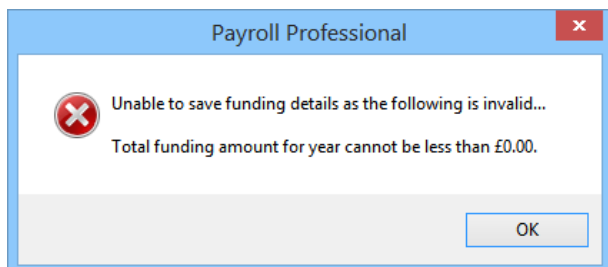 Payroll Professional
Unable to save funding details as the following is invalid...
Total funding amount for year cannot be less than £0.00.
OK